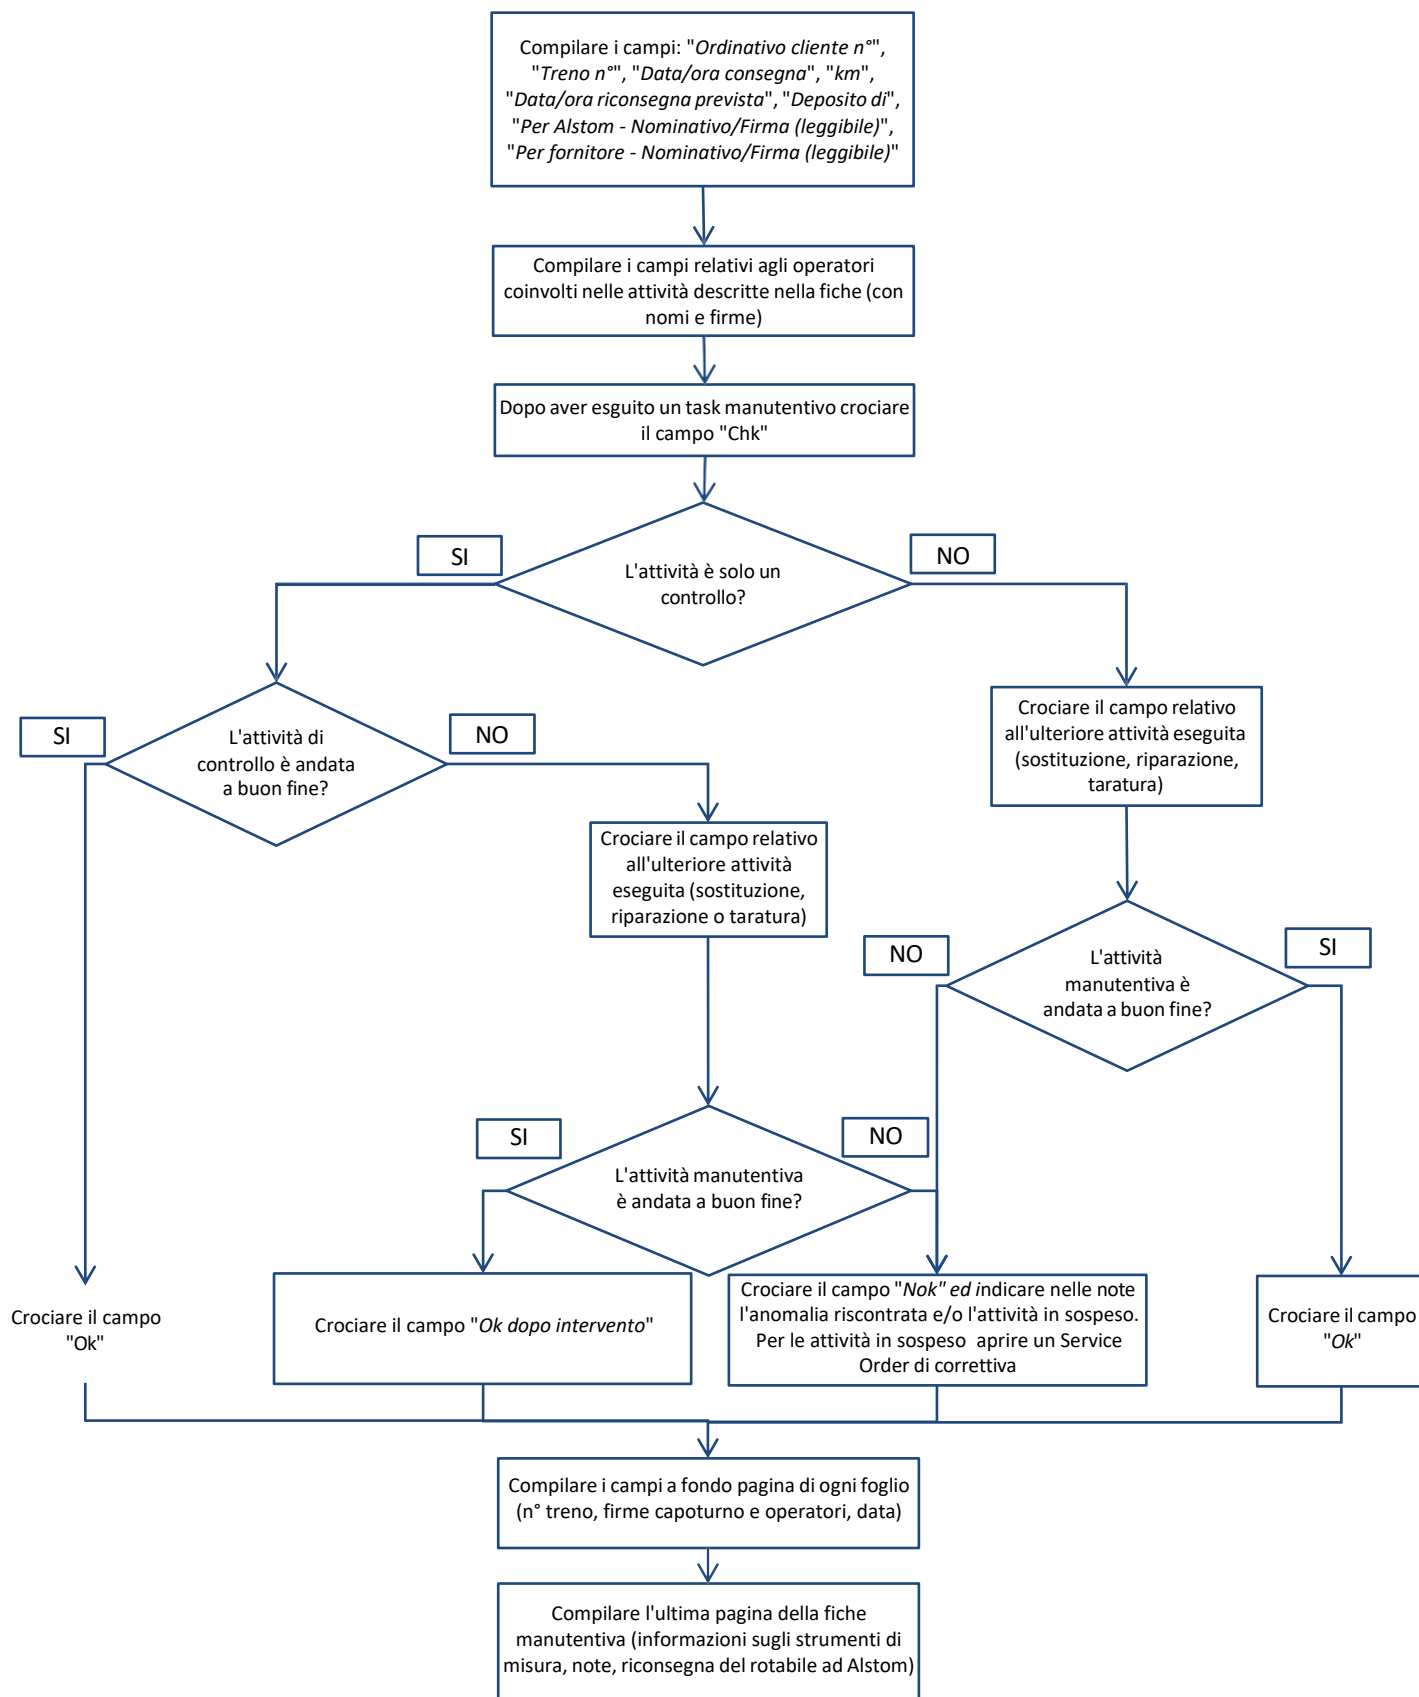 Compilare i campi: "Ordinativo cliente n°",
"Treno n°", "Data/ora consegna", "km",
"Data/ora riconsegna prevista", "Deposito di",
"Per Alstom - Nominativo/Firma (leggibile)",
"Per fornitore - Nominativo/Firma (leggibile)"
Compilare i campi relativi agli operatori
coinvolti nelle attività descritte nella fiche (con
nomi e firme)
Dopo aver esguito un task manutentivo crociare
il campo "Chk"
SI
NO
L'attività è solo un
controllo?
SI
L'attività di
controllo è andata
a buon fine?
NO
Crociare il campo relativo
all'ulteriore attività eseguita
(sostituzione, riparazione,
taratura)
Crociare il campo relativo
all'ulteriore attività
eseguita (sostituzione,
riparazione o taratura)
NO
SI
L'attività
manutentiva è
andata a buon fine?
SI
NO
L'attività manutentiva
è andata a buon fine?
Crociare il campo
"Ok"
Crociare il campo "Ok dopo intervento"
Crociare il campo "Nok" ed indicare nelle note
l'anomalia riscontrata e/o l'attività in sospeso.
Per le attività in sospeso aprire un Service
Order di correttiva
Crociare il campo
"Ok"
Compilare i campi a fondo pagina di ogni foglio
(n° treno, firme capoturno e operatori, data)
Compilare l'ultima pagina della fiche
manutentiva (informazioni sugli strumenti di
misura, note, riconsegna del rotabile ad Alstom)